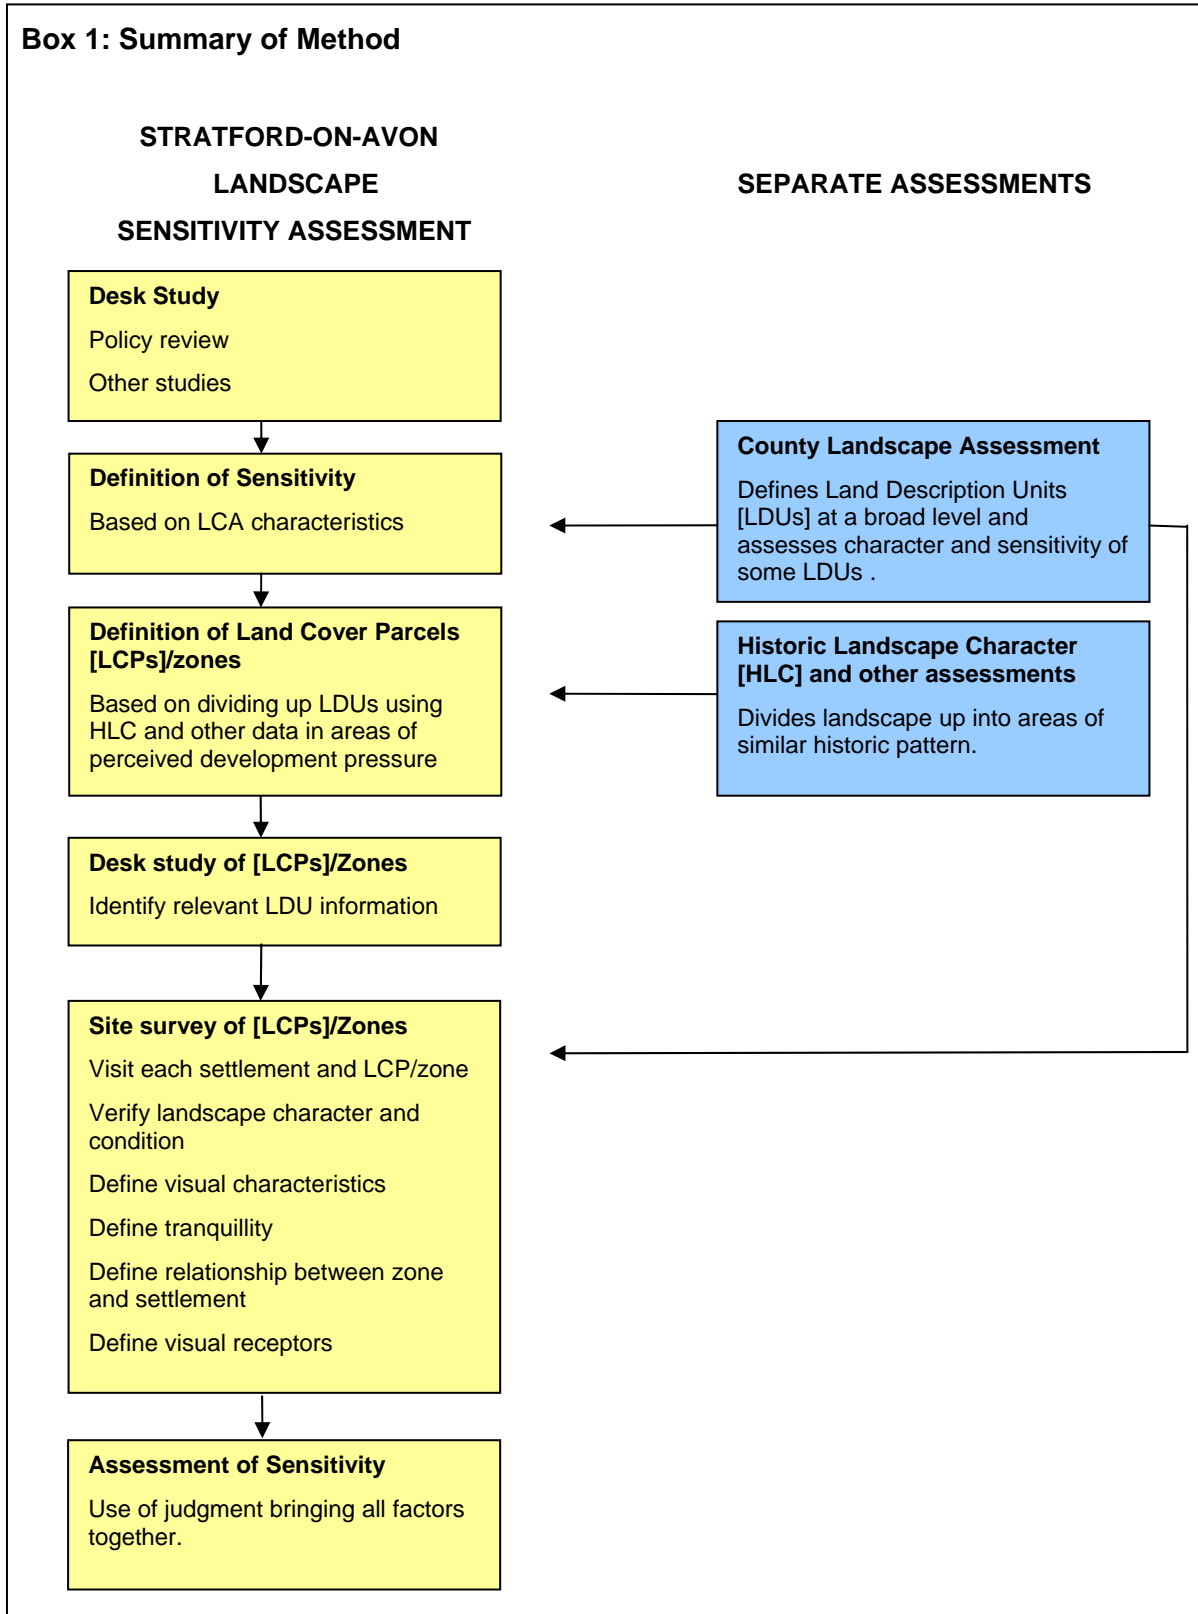 Box 1: Summary of Method
STRATFORD-ON-AVON
LANDSCAPE
SENSITIVITY ASSESSMENT
SEPARATE ASSESSMENTS
Desk Study
Policy review
Other studies
Definition of Sensitivity
Based on LCA characteristics
County Landscape Assessment
Defines Land Description Units
[LDUs] at a broad level and
assesses character and sensitivity of
some LDUs .
Definition of Land Cover Parcels
[LCPs]/zones
Based on dividing up LDUs using
HLC and other data in areas of
perceived development pressure
Historic Landscape Character
[HLC] and other assessments
Divides landscape up into areas of
similar historic pattern.
Desk study of [LCPs]/Zones
Identify relevant LDU information
Site survey of [LCPs]/Zones
Visit each settlement and LCP/zone
Verify landscape character and
condition
Define visual characteristics
Define tranquillity
Define relationship between zone
and settlement
Define visual receptors
Assessment of Sensitivity
Use of judgment bringing all factors
together.